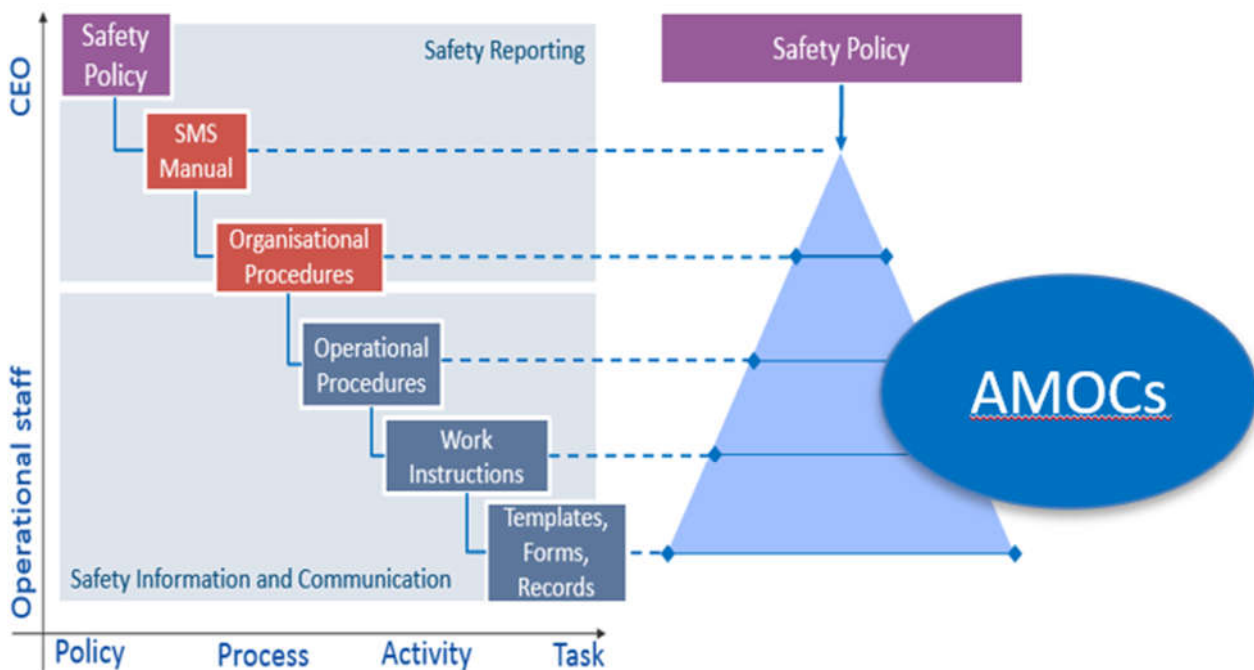 CEO
Operational staff
Safety
Policy
Safety Reporting
SMS
Manual
Organisational
Procedures
Operational
Procedures
Work
Instructions
Templates,
Forms,
Records
Safety Information and Communication
Policy
Process
Activity
Task
Safety Policy
AMOCs